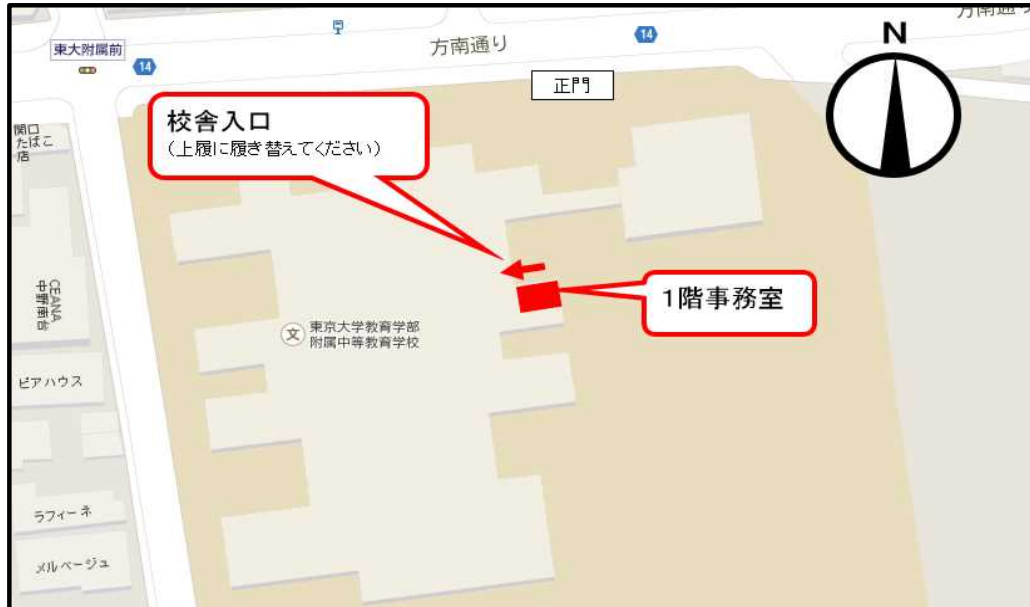 方南通り
N
東大附属前
14
方南通り
14
正門
校舎入口
（上履に履き替えてください）
関口
たばこ
店
CEANA
中野南台
1階事務室
東京大学教育学部
附属中等教育学校
文
ピアハウス
ラフィーネ
メルベージュ